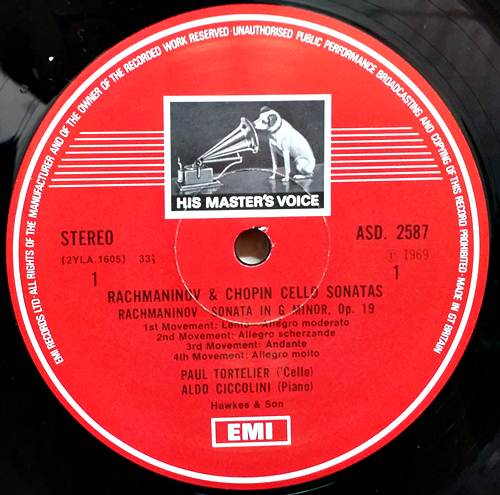 EMI RECORDS LTD ALL RIGHTS OF THE MANUFACTURER AND OF THE OWNER OF THE RECORDED WORK RESERVED · UNAUTHORISED PUBLIC PERFORMANCE BROADCASTING AND COPYING OF THIS RECORD PROHIBITED · MADE IN GT BRITAIN
HIS MASTER'S VOICE
STEREO
ASD. 2587
(2YLA.1605) 33⅓
℗ 1969
1
1
RACHMANINOV & CHOPIN CELLO SONATAS
RACHMANINOV SONATA IN G MINOR, Op. 19
1st Movement: Lento Allegro moderato
2nd Movement: Allegro scherzande
3rd Movement: Andante
4th Movement: Allegro molto
PAUL TORTELIER ('Cello)
ALDO CICCOLINI (Piano)
Hawkes & Son
EMI